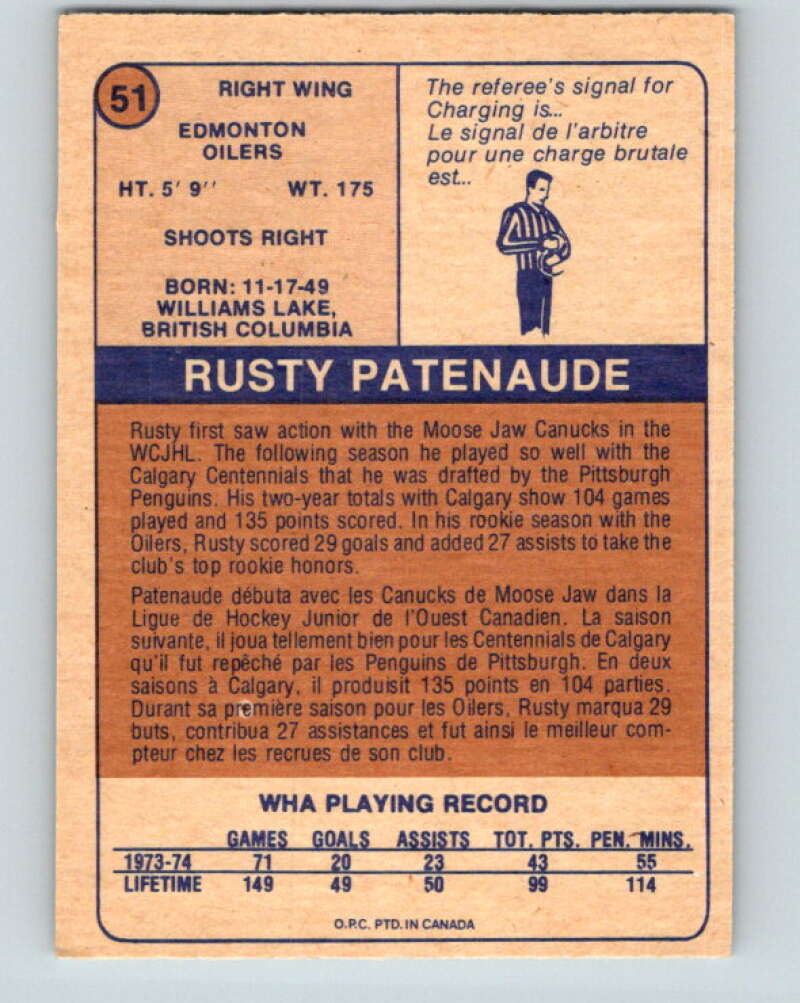 51
RIGHT WING
EDMONTON
OILERS
HT. 5' 9'' WT. 175
SHOOTS RIGHT
BORN: 11-17-49
WILLIAMS LAKE,
BRITISH COLUMBIA
The referee's signal for
Charging is...
Le signal de l'arbitre
pour une charge brutale
est...
RUSTY PATENAUDE
Rusty first saw action with the Moose Jaw Canucks in the
WCJHL. The following season he played so well with the
Calgary Centennials that he was drafted by the Pittsburgh
Penguins. His two-year totals with Calgary show 104 games
played and 135 points scored. In his rookie season with the
Oilers, Rusty scored 29 goals and added 27 assists to take the
club's top rookie honors.
Patenaude débuta avec les Canucks de Moose Jaw dans la
Ligue de Hockey Junior de l'Ouest Canadien. La saison
suivante, il joua tellement bien pour les Centennials de Calgary
qu'il fut repêché par les Penguins de Pittsburgh. En deux
saisons à Calgary, il produisit 135 points en 104 parties.
Durant sa première saison pour les Oilers, Rusty marqua 29
buts, contribua 27 assistances et fut ainsi le meilleur com-
pteur chez les recrues de son club.
WHA PLAYING RECORD
GAMES GOALS ASSISTS TOT. PTS. PEN. MINS.
1973-74 71 20 23 43 55
LIFETIME 149 49 50 99 114
O.P.C. PTD. IN CANADA